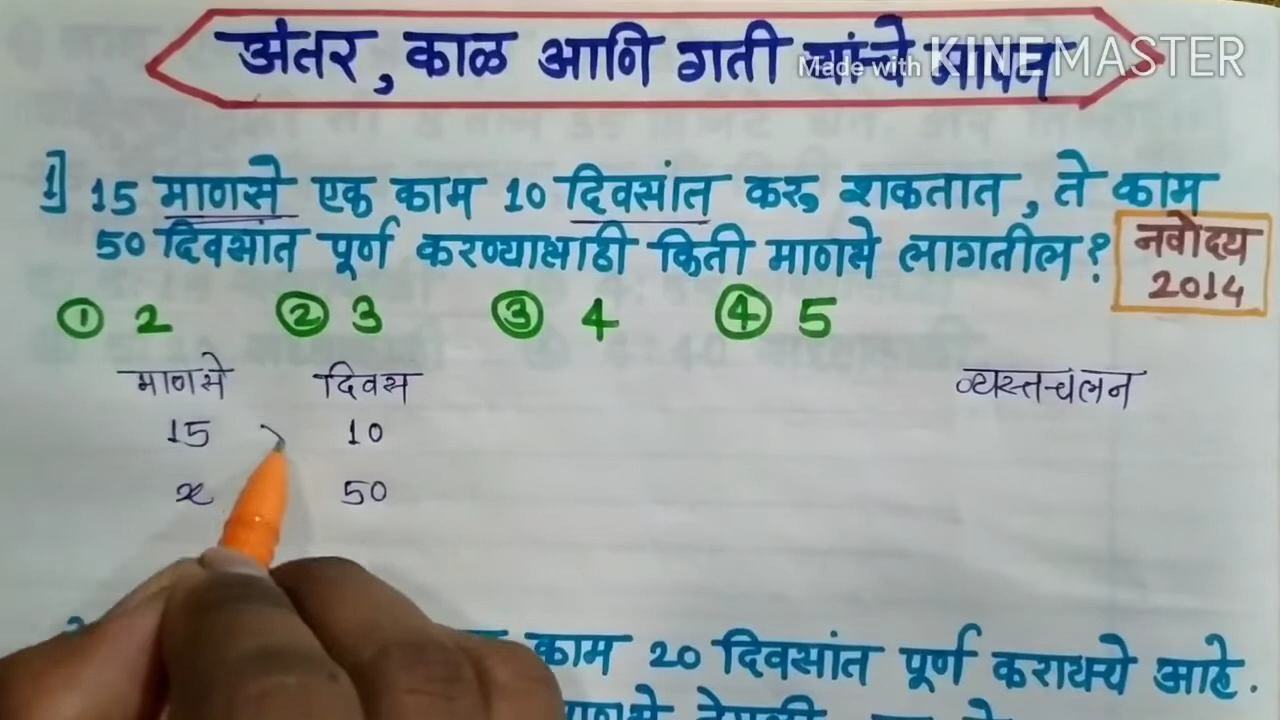 अंतर, काळ आणि गती यांचे मापन
Made with KINEMASTER
1] 15 माणसे एक काम 10 दिवसांत करू शकतात, ते काम
50 दिवसांत पूर्ण करण्यासाठी किती माणसे लागतील?
नवोदय
2014
① 2 ② 3 ③ 4 ④ 5
माणसे दिवस व्यस्तचलन
15 10
x 50
काम 20 दिवसांत पूर्ण करायचे आहे.
माणसे